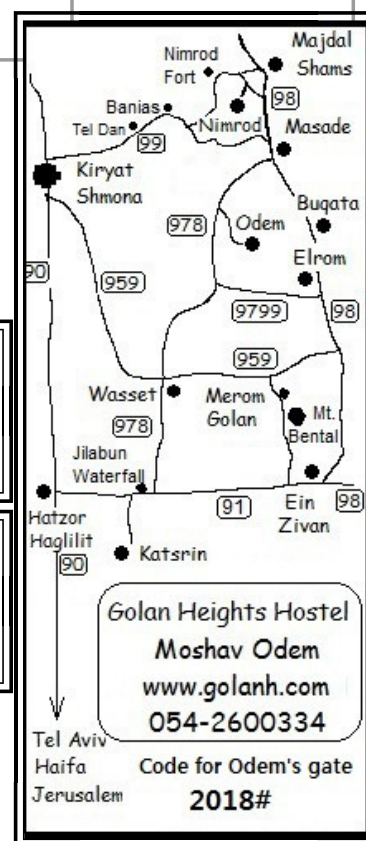 Majdal
Shams
Nimrod
Fort
98
Banias
Tel Dan
Nimrod
Masade
99
Kiryat
Shmona
Buqata
978
Odem
Elrom
90
959
9799
98
959
Wasset
Merom
Golan
Mt.
Bental
978
Jilabun
Waterfall
91
Ein
Zivan
98
Hatzor
Haglilit
90
Katsrin
Golan Heights Hostel
Moshav Odem
www.golanh.com
054-2600334
Tel Aviv
Haifa
Jerusalem
Code for Odem's gate
2018#